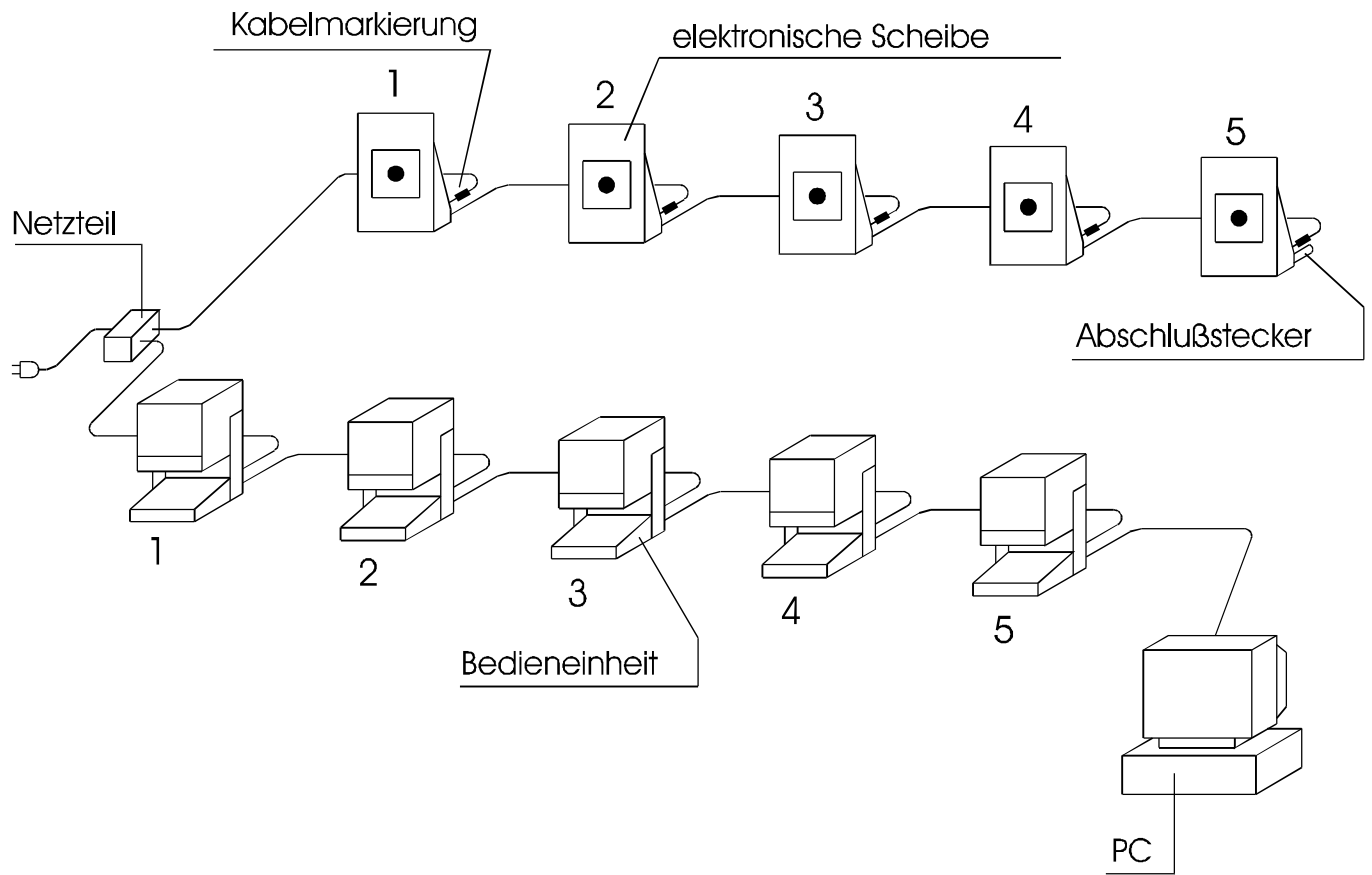 Kabelmarkierung
elektronische Scheibe
1
2
3
4
5
Netzteil
Abschlußstecker
1
2
3
4
5
Bedieneinheit
PC